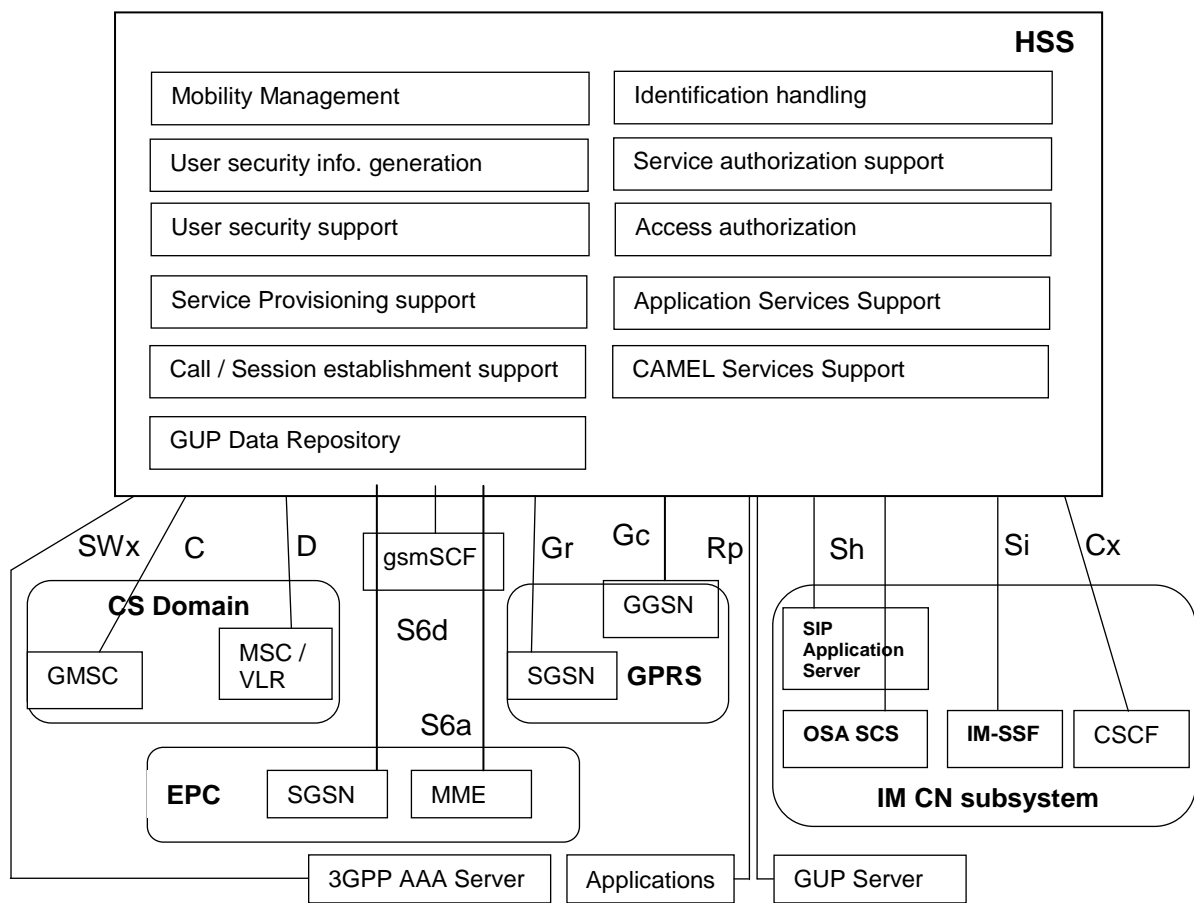 HSS
Mobility Management
Identification handling
User security info. generation
Service authorization support
User security support
Access authorization
Service Provisioning support
Application Services Support
Call / Session establishment support
CAMEL Services Support
GUP Data Repository
SWx
C
D
gsmSCF
Gr
Gc
Rp
Sh
Si
Cx
CS Domain
GMSC
MSC /
VLR
S6d
S6a
GGSN
SGSN
GPRS
SIP
Application
Server
OSA SCS
IM-SSF
CSCF
IM CN subsystem
EPC
SGSN
MME
3GPP AAA Server
Applications
GUP Server